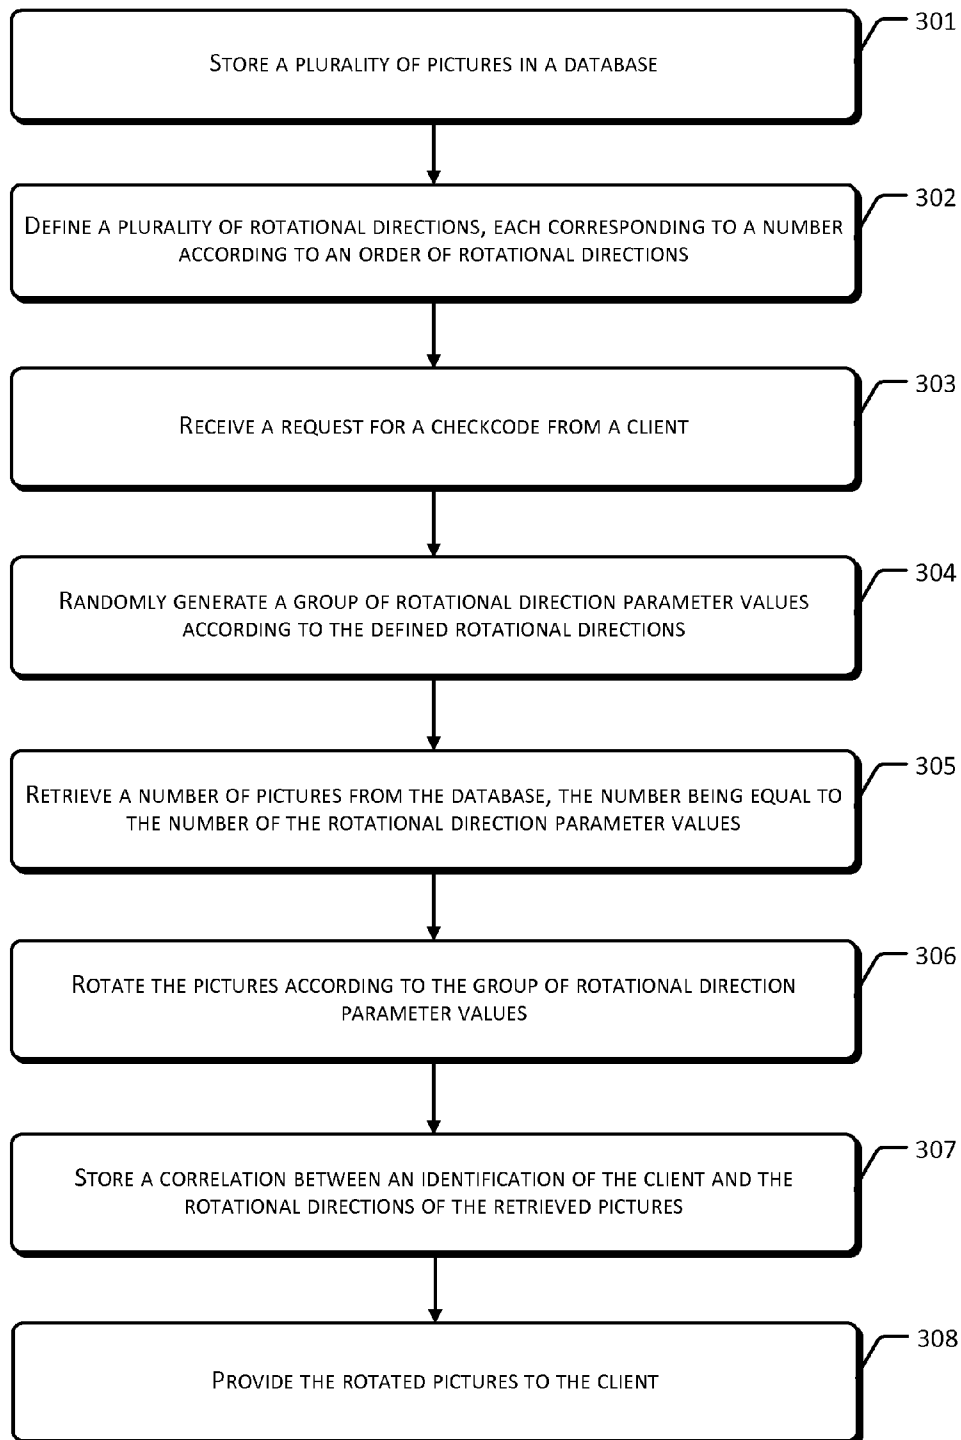 301
STORE A PLURALITY OF PICTURES IN A DATABASE
302
DEFINE A PLURALITY OF ROTATIONAL DIRECTIONS, EACH CORRESPONDING TO A NUMBER
ACCORDING TO AN ORDER OF ROTATIONAL DIRECTIONS
303
RECEIVE A REQUEST FOR A CHECKCODE FROM A CLIENT
304
RANDOMLY GENERATE A GROUP OF ROTATIONAL DIRECTION PARAMETER VALUES
ACCORDING TO THE DEFINED ROTATIONAL DIRECTIONS
305
RETRIEVE A NUMBER OF PICTURES FROM THE DATABASE, THE NUMBER BEING EQUAL TO
THE NUMBER OF THE ROTATIONAL DIRECTION PARAMETER VALUES
306
ROTATE THE PICTURES ACCORDING TO THE GROUP OF ROTATIONAL DIRECTION
PARAMETER VALUES
307
STORE A CORRELATION BETWEEN AN IDENTIFICATION OF THE CLIENT AND THE
ROTATIONAL DIRECTIONS OF THE RETRIEVED PICTURES
308
PROVIDE THE ROTATED PICTURES TO THE CLIENT